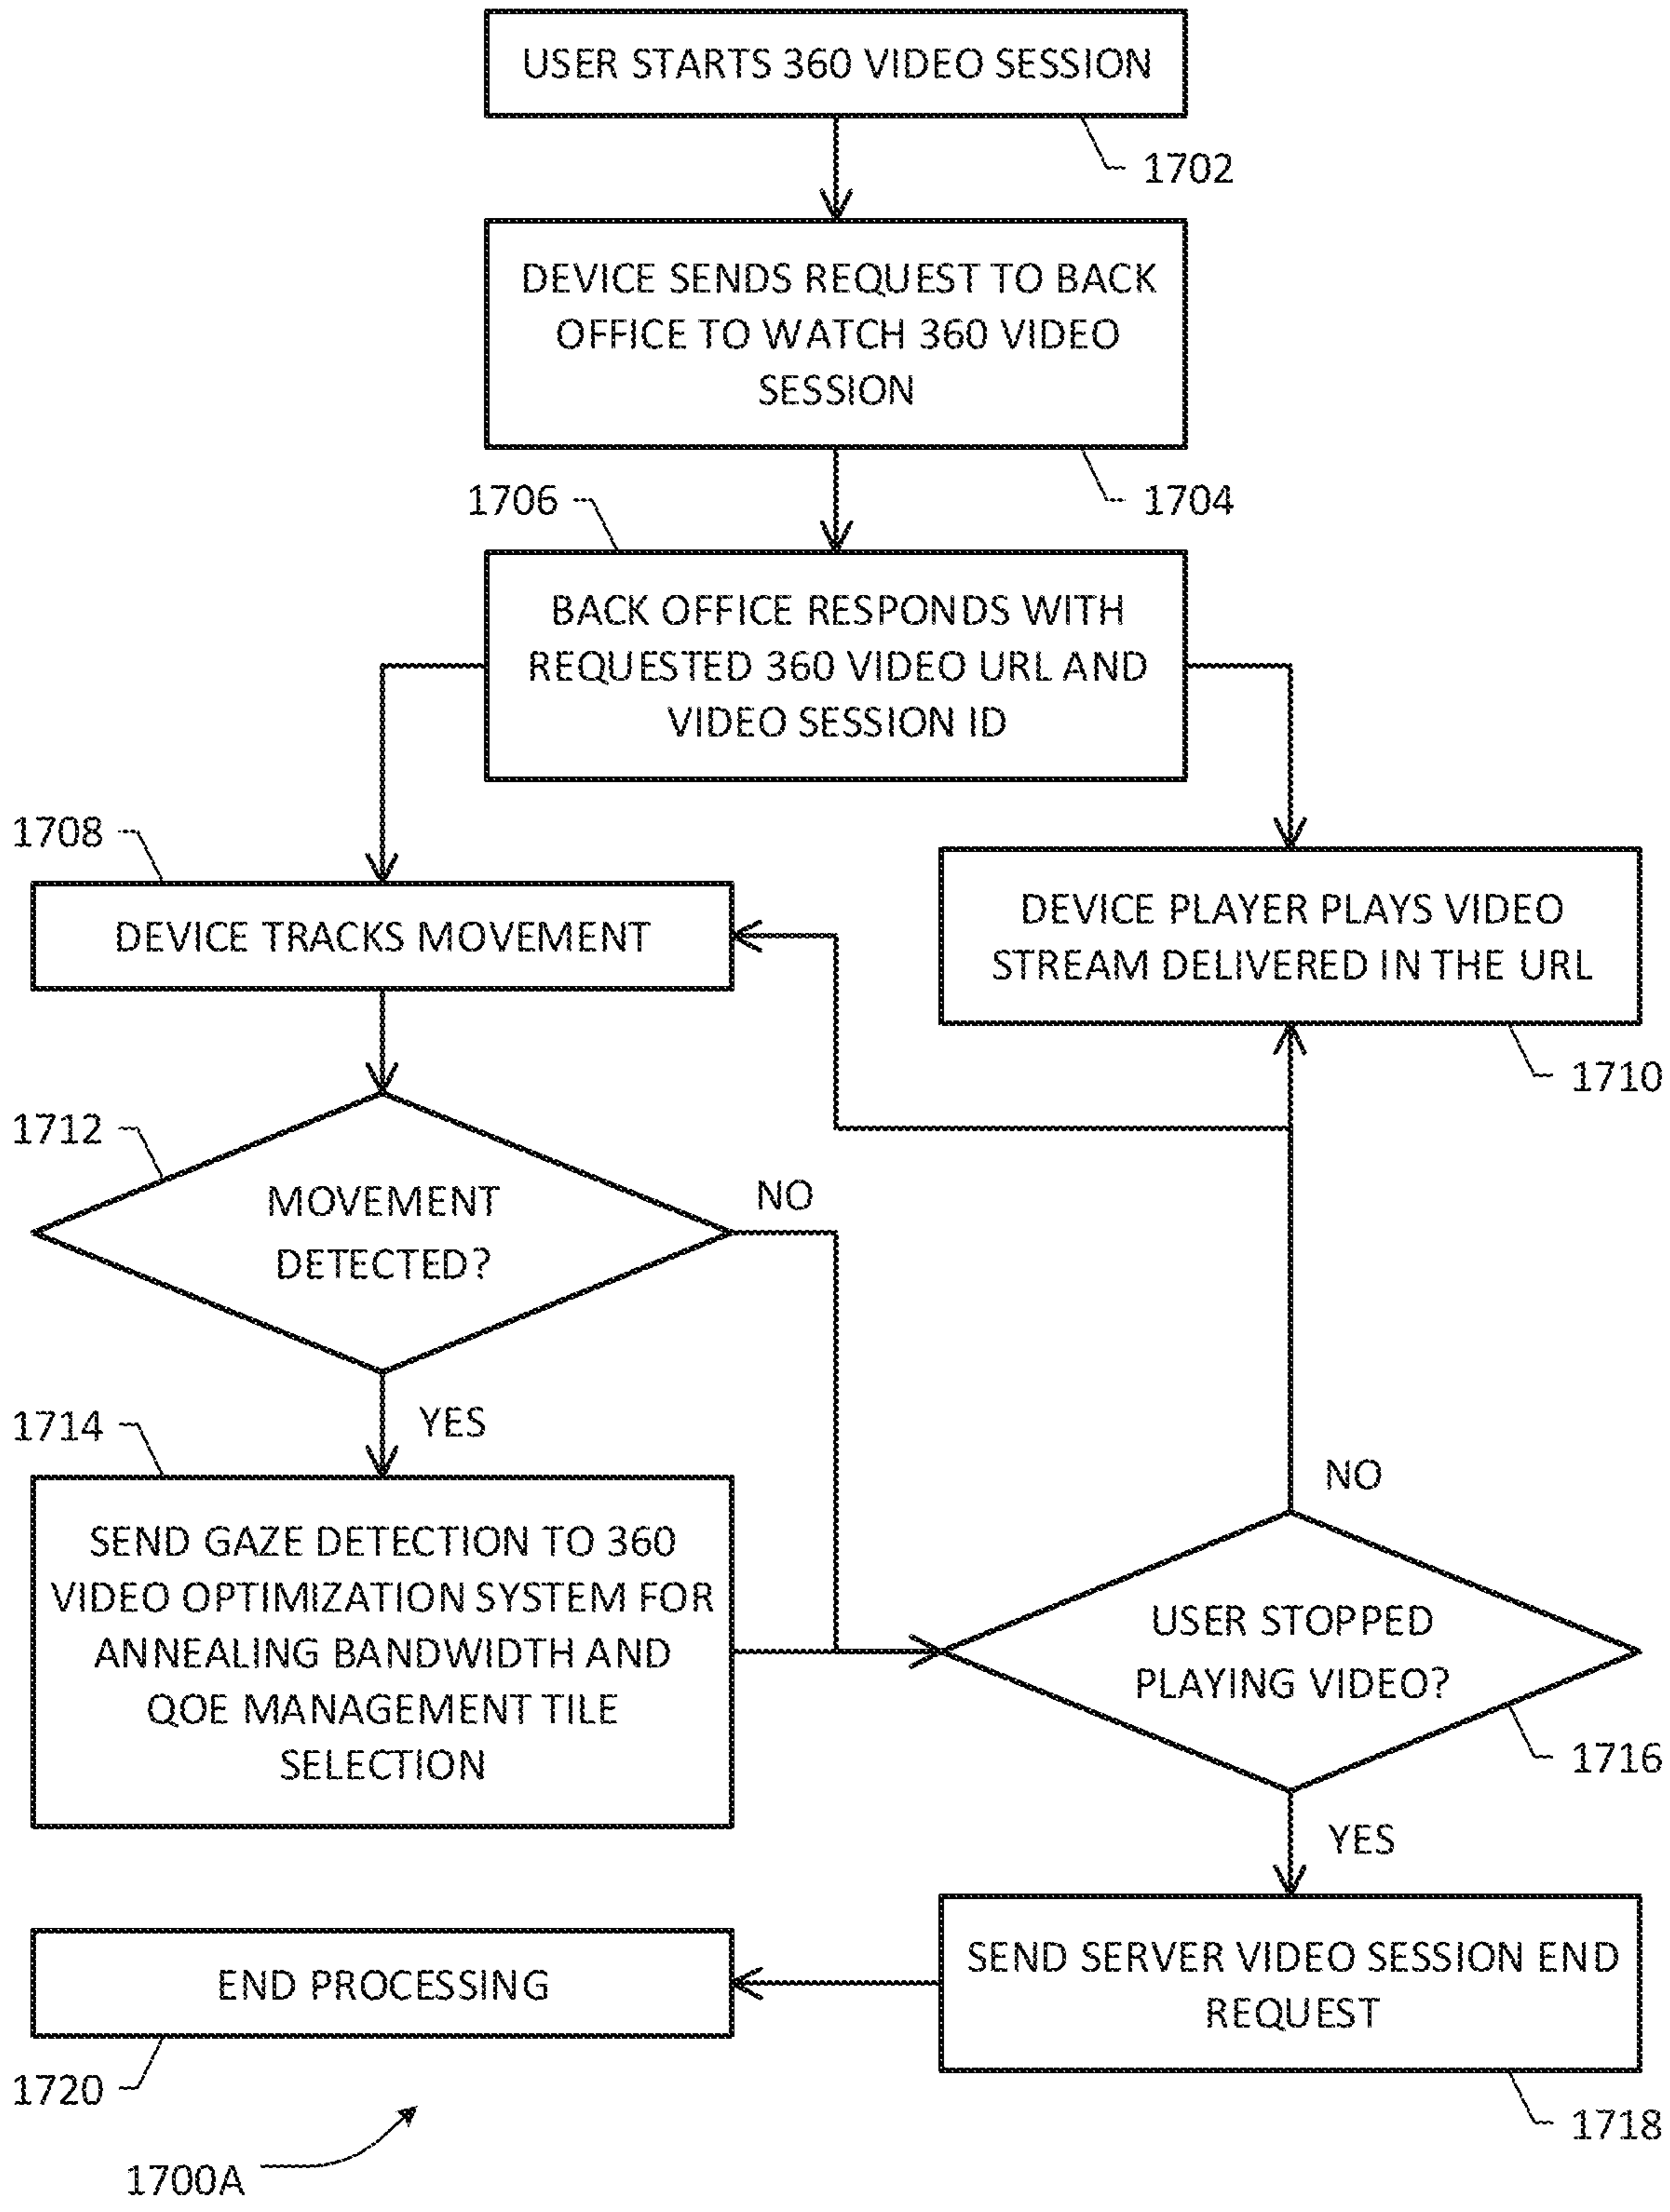 USER STARTS 360 VIDEO SESSION
1702
DEVICE SENDS REQUEST TO BACK
OFFICE TO WATCH 360 VIDEO
SESSION
1704
1706
BACK OFFICE RESPONDS WITH
REQUESTED 360 VIDEO URL AND
VIDEO SESSION ID
1708
DEVICE TRACKS MOVEMENT
DEVICE PLAYER PLAYS VIDEO
STREAM DELIVERED IN THE URL
1710
1712
MOVEMENT
DETECTED?
NO
YES
1714
SEND GAZE DETECTION TO 360
VIDEO OPTIMIZATION SYSTEM FOR
ANNEALING BANDWIDTH AND
QOE MANAGEMENT TILE
SELECTION
NO
USER STOPPED
PLAYING VIDEO?
1716
YES
SEND SERVER VIDEO SESSION END
REQUEST
1718
END PROCESSING
1720
1700A